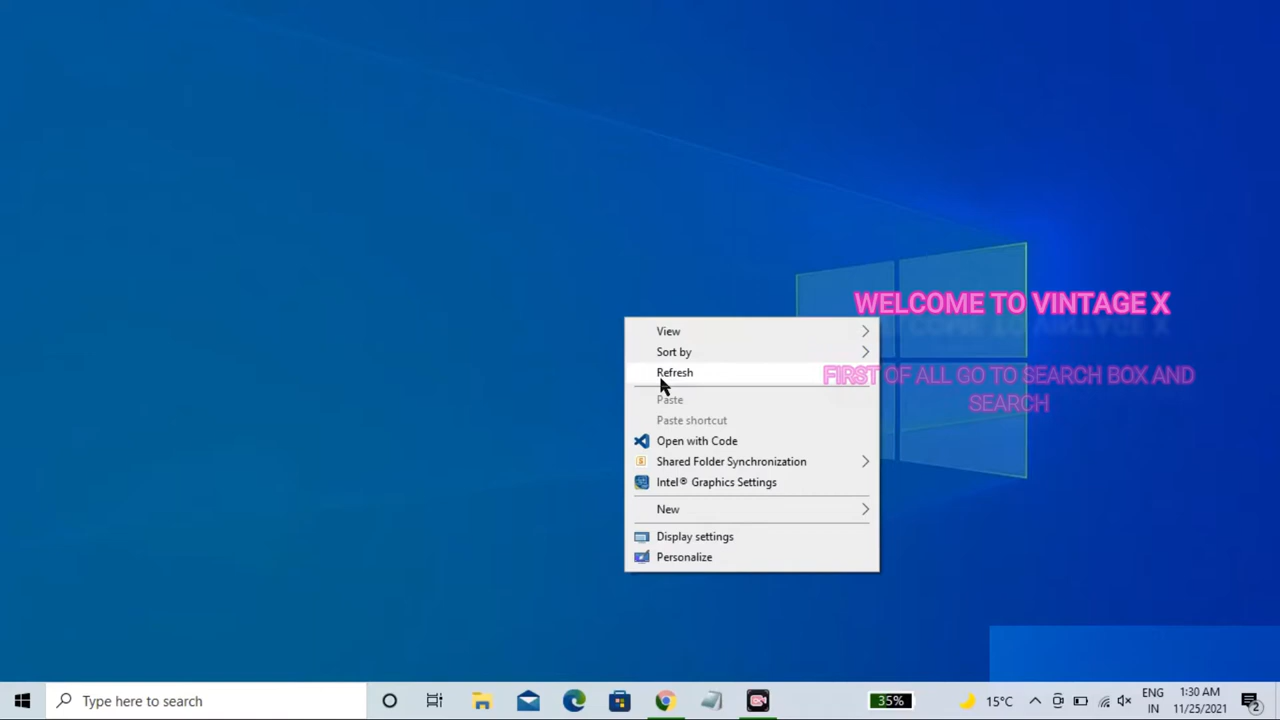 WELCOME TO VINTAGE X
FIRST OF ALL GO TO SEARCH BOX AND
SEARCH
View
Sort by
Refresh
Paste
Paste shortcut
Open with Code
Shared Folder Synchronization
Intel® Graphics Settings
New
Display settings
Personalize
Type here to search
35%
15°C
ENG
IN
1:30 AM
11/25/2021
2